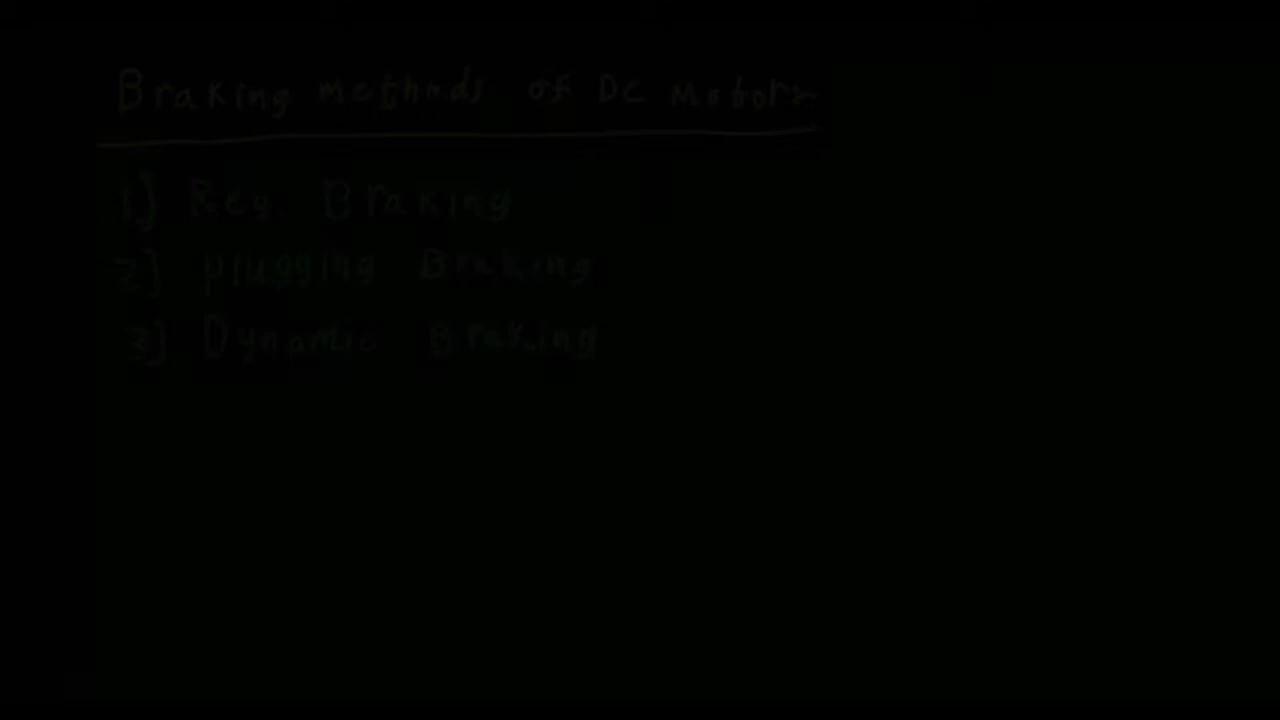 Braking methods of DC Motors
1] Reg. Braking
2] plugging Braking
3] Dynamic Braking